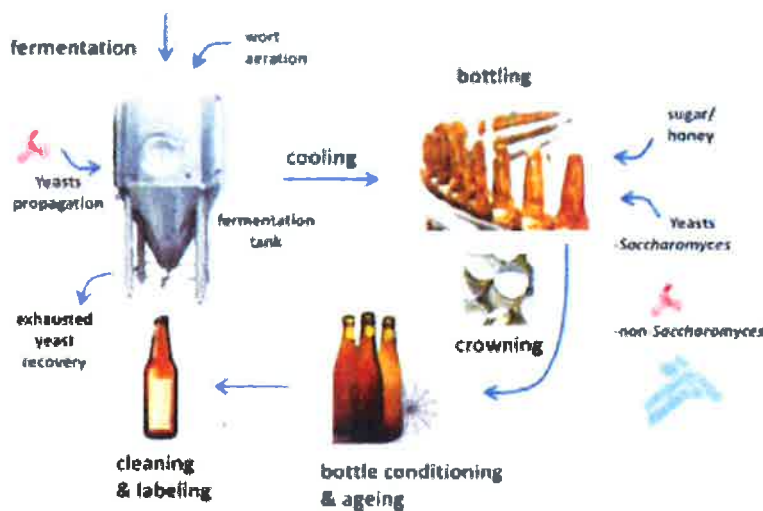 fermentation
wort
aeration
bottling
sugar/
honey
cooling
Yeasts
propagation
fermentation
tank
Yeasts
-Saccharomyces
exhausted
yeast
recovery
crowning
-non-Saccharomyces
cleaning
& labeling
bottle conditioning
& ageing